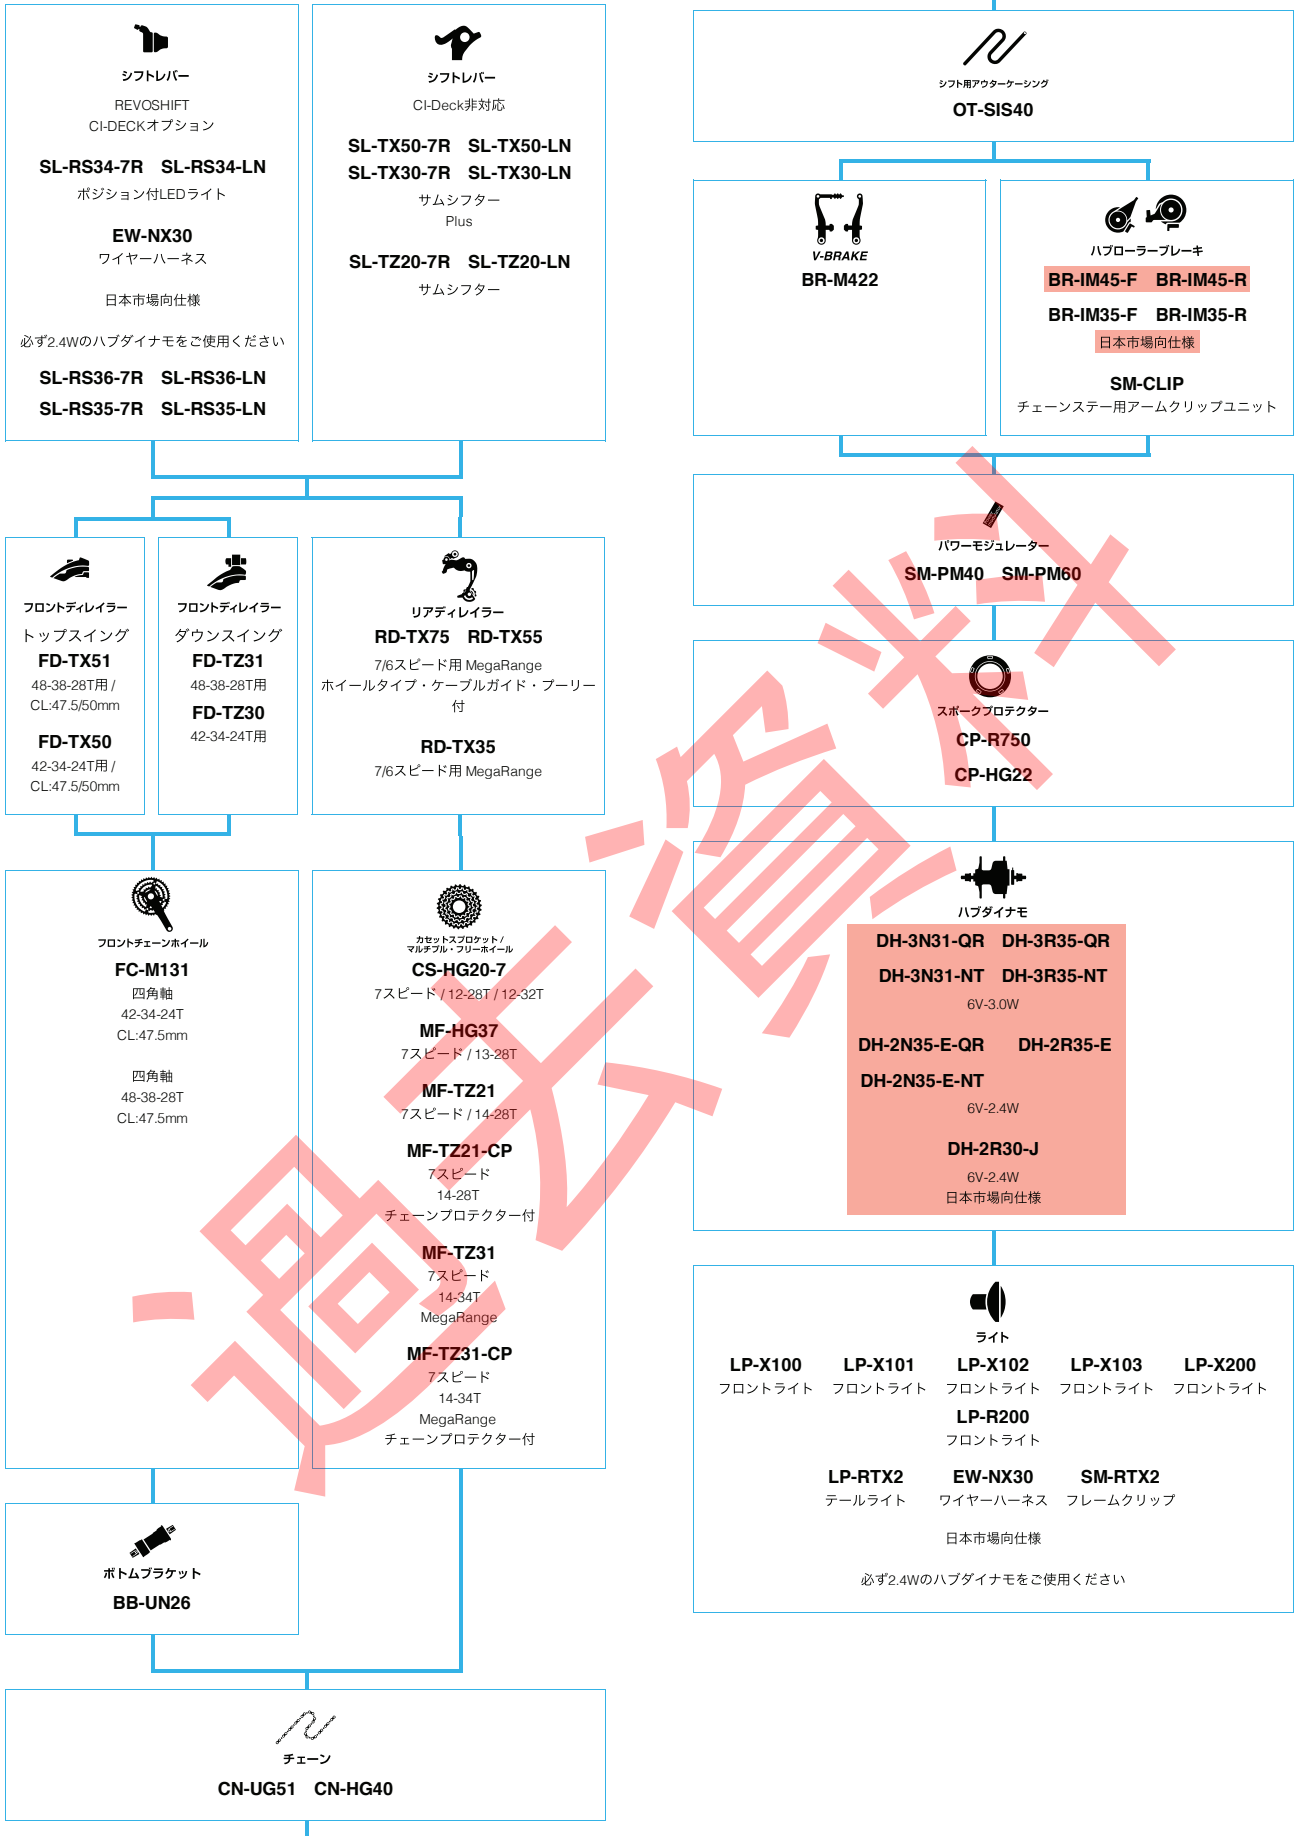 シフトレバー
REVOSHIFT
CI-DECKオプション
SL-RS34-7R SL-RS34-LN
ポジション付LEDライト
EW-NX30
ワイヤーハーネス
日本市場向仕様
必ず2.4Wのハブダイナモをご使用ください
SL-RS36-7R SL-RS36-LN
SL-RS35-7R SL-RS35-LN
シフトレバー
CI-Deck非対応
SL-TX50-7R SL-TX50-LN
SL-TX30-7R SL-TX30-LN
サムシフター
Plus
SL-TZ20-7R SL-TZ20-LN
サムシフター
フロントディレイラー
トップスイング
FD-TX51
48-38-28T用 /
CL:47.5/50mm
FD-TX50
42-34-24T用 /
CL:47.5/50mm
フロントディレイラー
ダウンスイング
FD-TZ31
48-38-28T用
FD-TZ30
42-34-24T用
リアディレイラー
RD-TX75 RD-TX55
7/6スピード用 MegaRange
ホイールタイプ・ケーブルガイド・プーリー
付
RD-TX35
7/6スピード用 MegaRange
フロントチェーンホイール
FC-M131
四角軸
42-34-24T
CL:47.5mm
四角軸
48-38-28T
CL:47.5mm
カセットスプロケット /
マルチプル・フリーホイール
CS-HG20-7
7スピード / 12-28T / 12-32T
MF-HG37
7スピード / 13-28T
MF-TZ21
7スピード / 14-28T
MF-TZ21-CP
7スピード
14-28T
チェーンプロテクター付
MF-TZ31
7スピード
14-34T
MegaRange
MF-TZ31-CP
7スピード
14-34T
MegaRange
チェーンプロテクター付
ボトムブラケット
BB-UN26
チェーン
CN-UG51 CN-HG40
シフト用アウターケーシング
OT-SIS40
V-BRAKE
BR-M422
ハブローラーブレーキ
BR-IM45-F BR-IM45-R
BR-IM35-F BR-IM35-R
日本市場向仕様
SM-CLIP
チェーンステー用アームクリップユニット
パワーモジュレーター
SM-PM40 SM-PM60
スポークプロテクター
CP-R750
CP-HG22
ハブダイナモ
DH-3N31-QR DH-3R35-QR
DH-3N31-NT DH-3R35-NT
6V-3.0W
DH-2N35-E-QR DH-2R35-E
DH-2N35-E-NT
6V-2.4W
DH-2R30-J
6V-2.4W
日本市場向仕様
ライト
LP-X100 LP-X101 LP-X102 LP-X103 LP-X200
フロントライト フロントライト フロントライト フロントライト フロントライト
LP-R200
フロントライト
LP-RTX2 EW-NX30 SM-RTX2
テールライト ワイヤーハーネス フレームクリップ
日本市場向仕様
必ず2.4Wのハブダイナモをご使用ください
過去資料